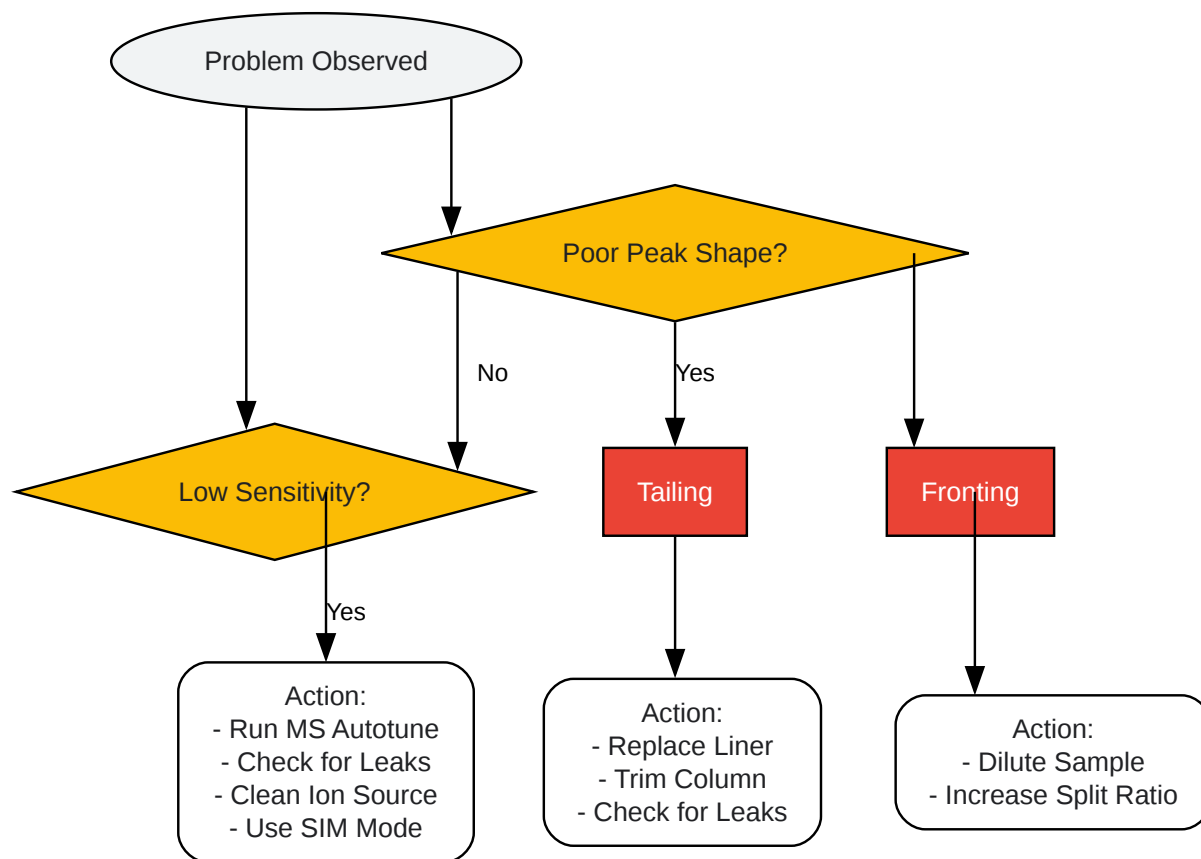 Problem Observed
Poor Peak Shape?
No
Yes
Low Sensitivity?
Tailing
Fronting
Yes
Action:
- Run MS Autotune
- Check for Leaks
- Clean Ion Source
- Use SIM Mode
Action:
- Replace Liner
- Trim Column
- Check for Leaks
Action:
- Dilute Sample
- Increase Split Ratio